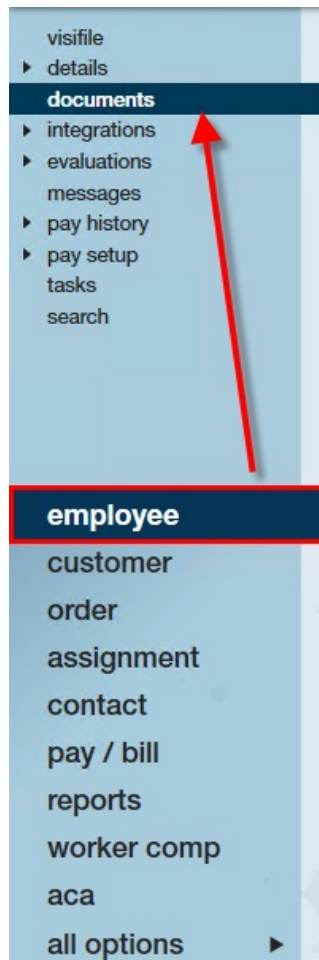 visifile
details
documents
integrations
evaluations
messages
pay history
pay setup
tasks
search
employee
customer
order
assignment
contact
pay / bill
reports
worker comp
aca
all options